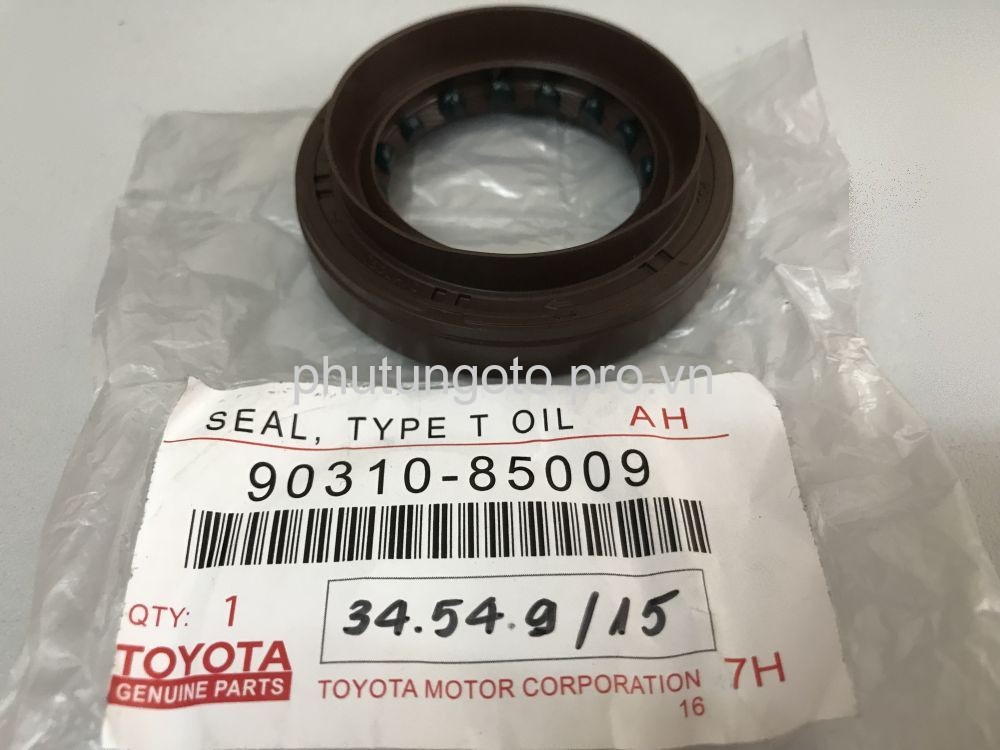 phutungoto.pro.vn
SEAL, TYPE T OIL AH
90310-85009
QTY: 1
34.54.9/15
TOYOTA
GENUINE PARTS
TOYOTA MOTOR CORPORATION 7H
16